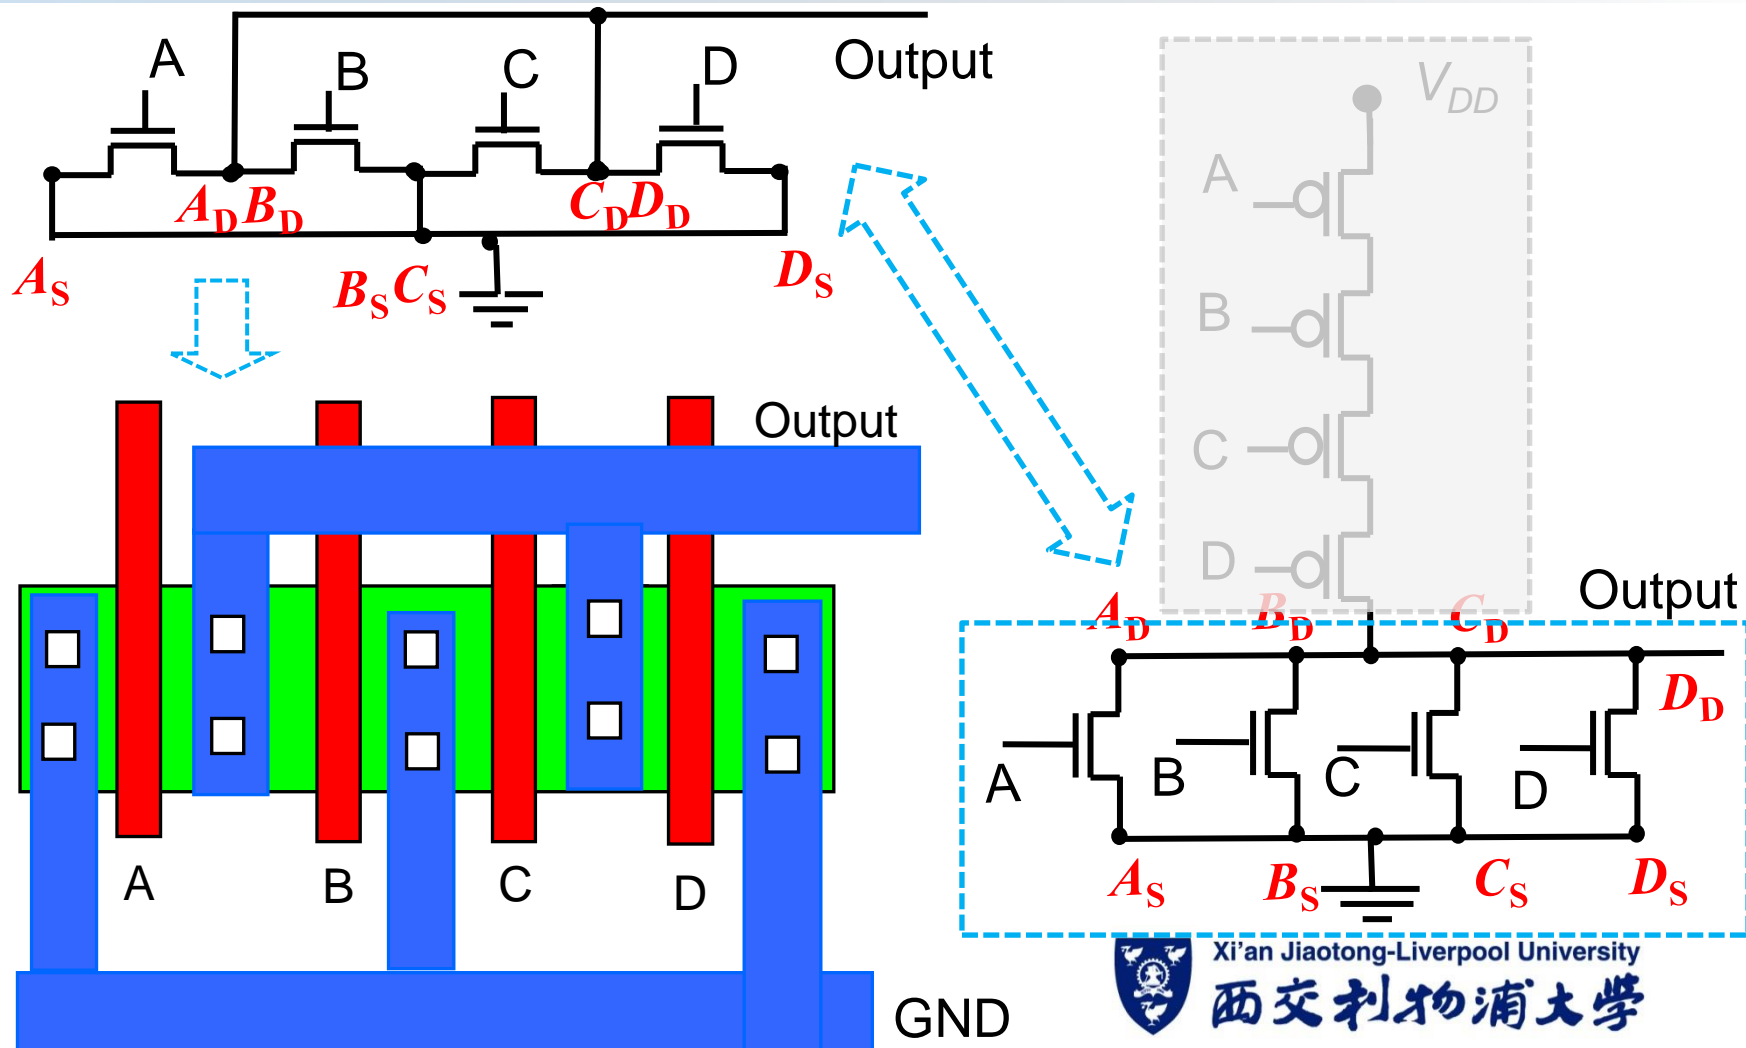 A B C D Output
A_D B_D C_D D_D
A_S B_S C_S D_S
Output
A B C D
GND
V_DD
A
B
C
D
Output
A_D B_D C_D
D_D
A B C D
A_S B_S C_S D_S
Xi'an Jiaotong-Liverpool University
西交利物浦大學